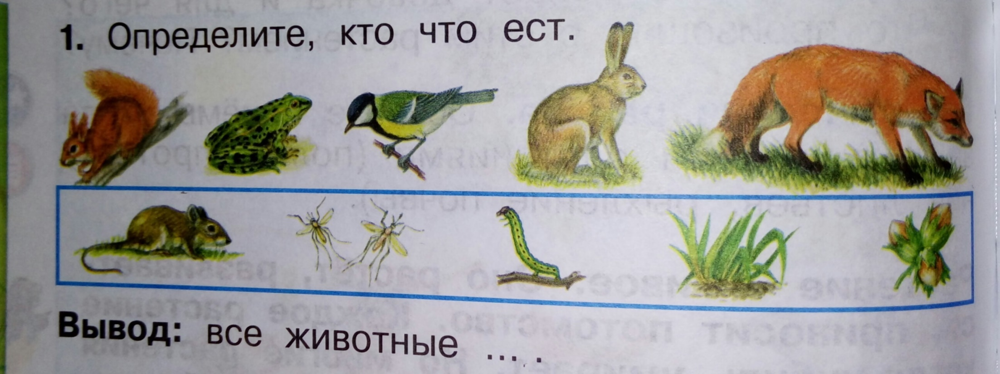 1. Определите, кто что ест.
Вывод: все животные ... .